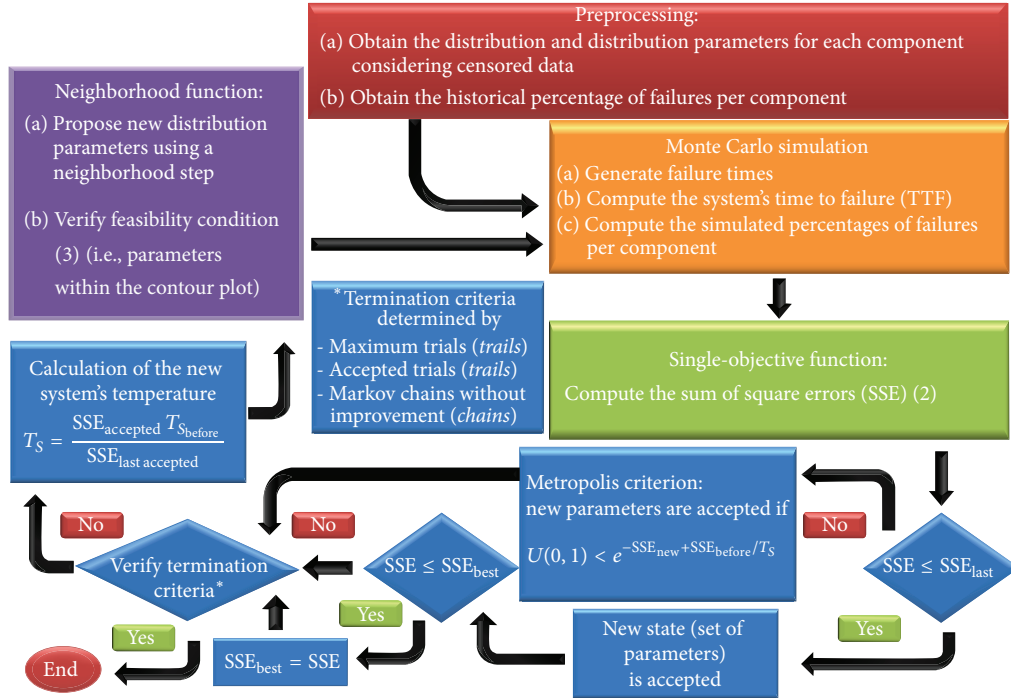 Preprocessing:
(a) Obtain the distribution and distribution parameters for each component
considering censored data
(b) Obtain the historical percentage of failures per component
Neighborhood function:
(a) Propose new distribution
parameters using a
neighborhood step
(b) Verify feasibility condition
(3) (i.e., parameters
within the contour plot)
Monte Carlo simulation
(a) Generate failure times
(b) Compute the system's time to failure (TTF)
(c) Compute the simulated percentages of failures
per component
*Termination criteria
determined by
- Maximum trials (trails)
- Accepted trials (trails)
- Markov chains without
improvement (chains)
Single-objective function:
Compute the sum of square errors (SSE) (2)
Calculation of the new
system's temperature
T_S = SSE_accepted T_S_before / SSE_last accepted
Metropolis criterion:
new parameters are accepted if
U(0, 1) < e^{-SSE_new+SSE_before/T_S}
No
No
No
Verify termination
criteria*
SSE ≤ SSE_best
SSE ≤ SSE_last
Yes
Yes
Yes
End
SSE_best = SSE
New state (set of
parameters)
is accepted